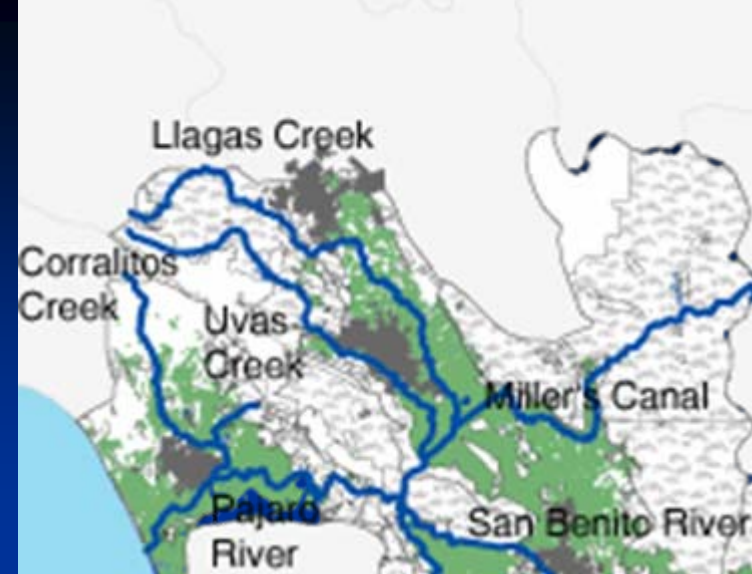 Llagas Creek
Corralitos
Creek
Uvas
Creek
Miller's Canal
Pajaro
River
San Benito River